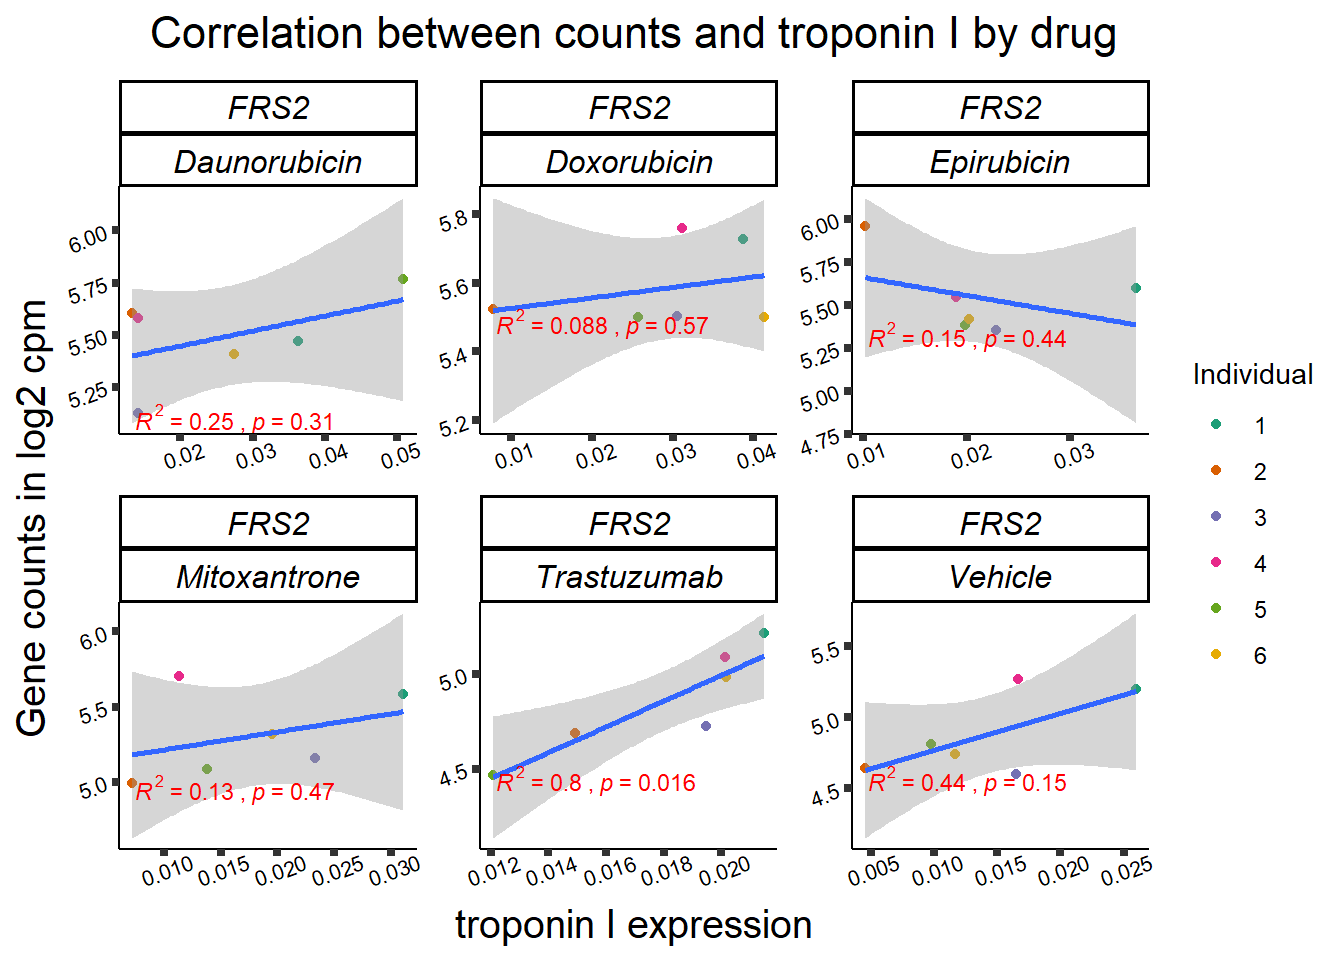 Correlation between counts and troponin I by drug
FRS2
FRS2
FRS2
Daunorubicin
Doxorubicin
Epirubicin
6.00
5.75
5.50
5.25
R² = 0.25 , p = 0.31
0.02
0.03
0.04
0.05
5.8
5.6
5.4
5.2
R² = 0.088 , p = 0.57
0.01
0.02
0.03
0.04
6.00
5.75
5.50
5.25
5.00
4.75
R² = 0.15 , p = 0.44
0.01
0.02
0.03
FRS2
FRS2
FRS2
Mitoxantrone
Trastuzumab
Vehicle
6.0
5.5
5.0
R² = 0.13 , p = 0.47
0.010
0.015
0.020
0.025
0.030
5.0
4.5
R² = 0.8 , p = 0.016
0.012
0.014
0.016
0.018
0.020
5.5
5.0
4.5
R² = 0.44 , p = 0.15
0.005
0.010
0.015
0.020
0.025
Gene counts in log2 cpm
troponin I expression
Individual
1
2
3
4
5
6